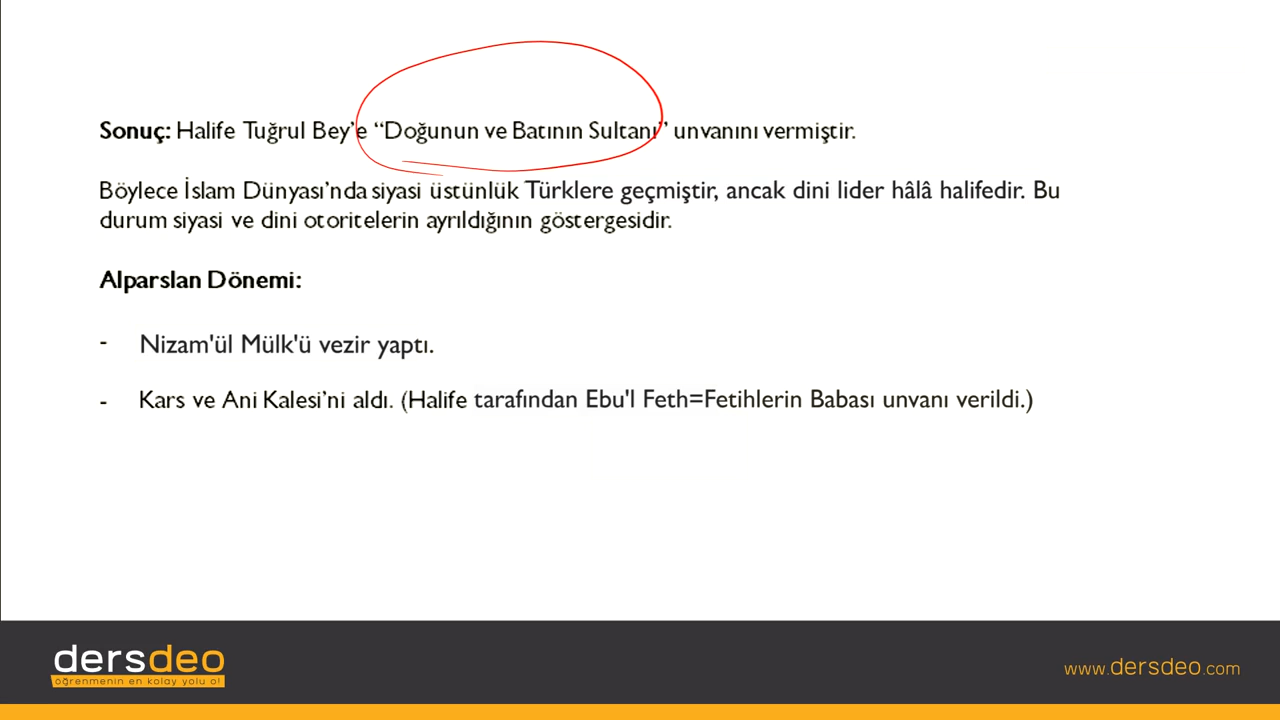 Sonuç: Halife Tuğrul Bey’e “Doğunun ve Batının Sultanı” unvanını vermiştir.
Böylece İslam Dünyası’nda siyasi üstünlük Türklere geçmiştir, ancak dini lider hâlâ halifedir. Bu
durum siyasi ve dini otoritelerin ayrıldığının göstergesidir.
Alparslan Dönemi:
- Nizam'ül Mülk'ü vezir yaptı.
- Kars ve Ani Kalesi’ni aldı. (Halife tarafından Ebu'l Feth=Fetihlerin Babası unvanı verildi.)
dersdeo
öğrenmenin en kolay yolu o!
www.dersdeo.com